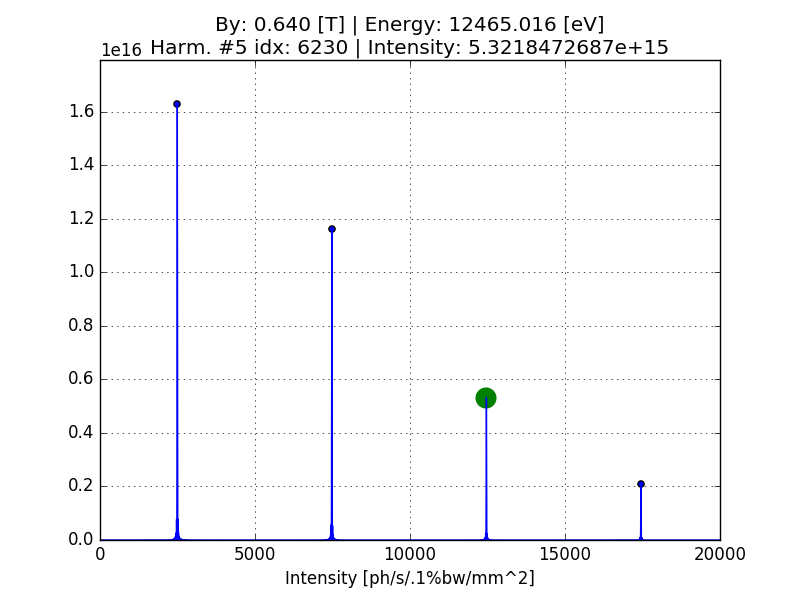 By: 0.640 [T] | Energy: 12465.016 [eV]
Harm. #5 idx: 6230 | Intensity: 5.3218472687e+15
1e16
1.6
1.4
1.2
1.0
0.8
0.6
0.4
0.2
0.0
0 5000 10000 15000 20000
Intensity [ph/s/.1%bw/mm^2]